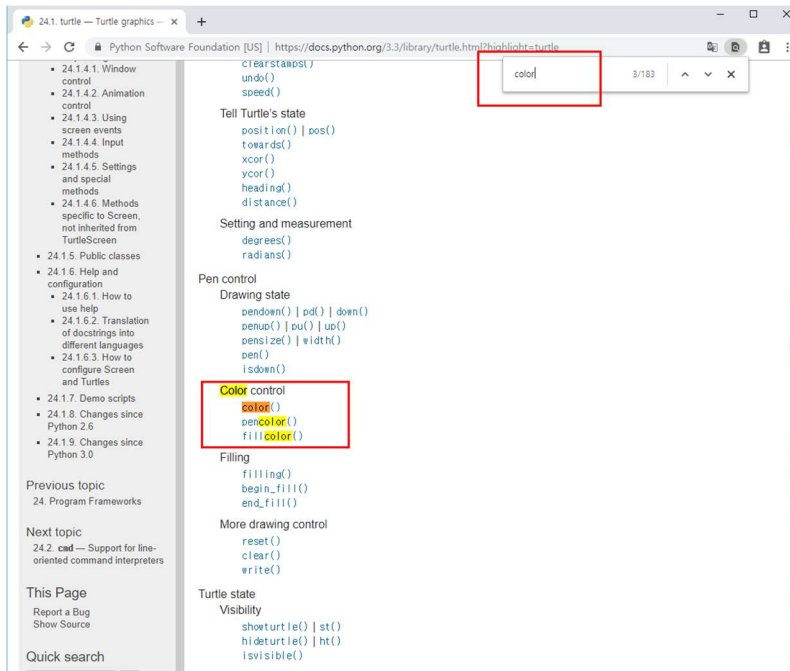 24.1. turtle — Turtle graphics —
Python Software Foundation [US] | https://docs.python.org/3.3/library/turtle.html?highlight=turtle
color
3/183
24.1.4.1. Window
control
24.1.4.2. Animation
control
24.1.4.3. Using
screen events
24.1.4.4. Input
methods
24.1.4.5. Settings
and special
methods
24.1.4.6. Methods
specific to Screen,
not inherited from
TurtleScreen
24.1.5. Public classes
24.1.6. Help and
configuration
24.1.6.1. How to
use help
24.1.6.2. Translation
of docstrings into
different languages
24.1.6.3. How to
configure Screen
and Turtles
24.1.7. Demo scripts
24.1.8. Changes since
Python 2.6
24.1.9. Changes since
Python 3.0
Previous topic
24. Program Frameworks
Next topic
24.2. cmd — Support for line-
oriented command interpreters
This Page
Report a Bug
Show Source
Quick search
clearstamps()
undo()
speed()
Tell Turtle's state
position() | pos()
towards()
xcor()
ycor()
heading()
distance()
Setting and measurement
degrees()
radians()
Pen control
Drawing state
pendown() | pd() | down()
penup() | pu() | up()
pensize() | width()
pen()
isdown()
Color control
color()
pencolor()
fillcolor()
Filling
filling()
begin_fill()
end_fill()
More drawing control
reset()
clear()
write()
Turtle state
Visibility
showturtle() | st()
hideturtle() | ht()
isvisible()